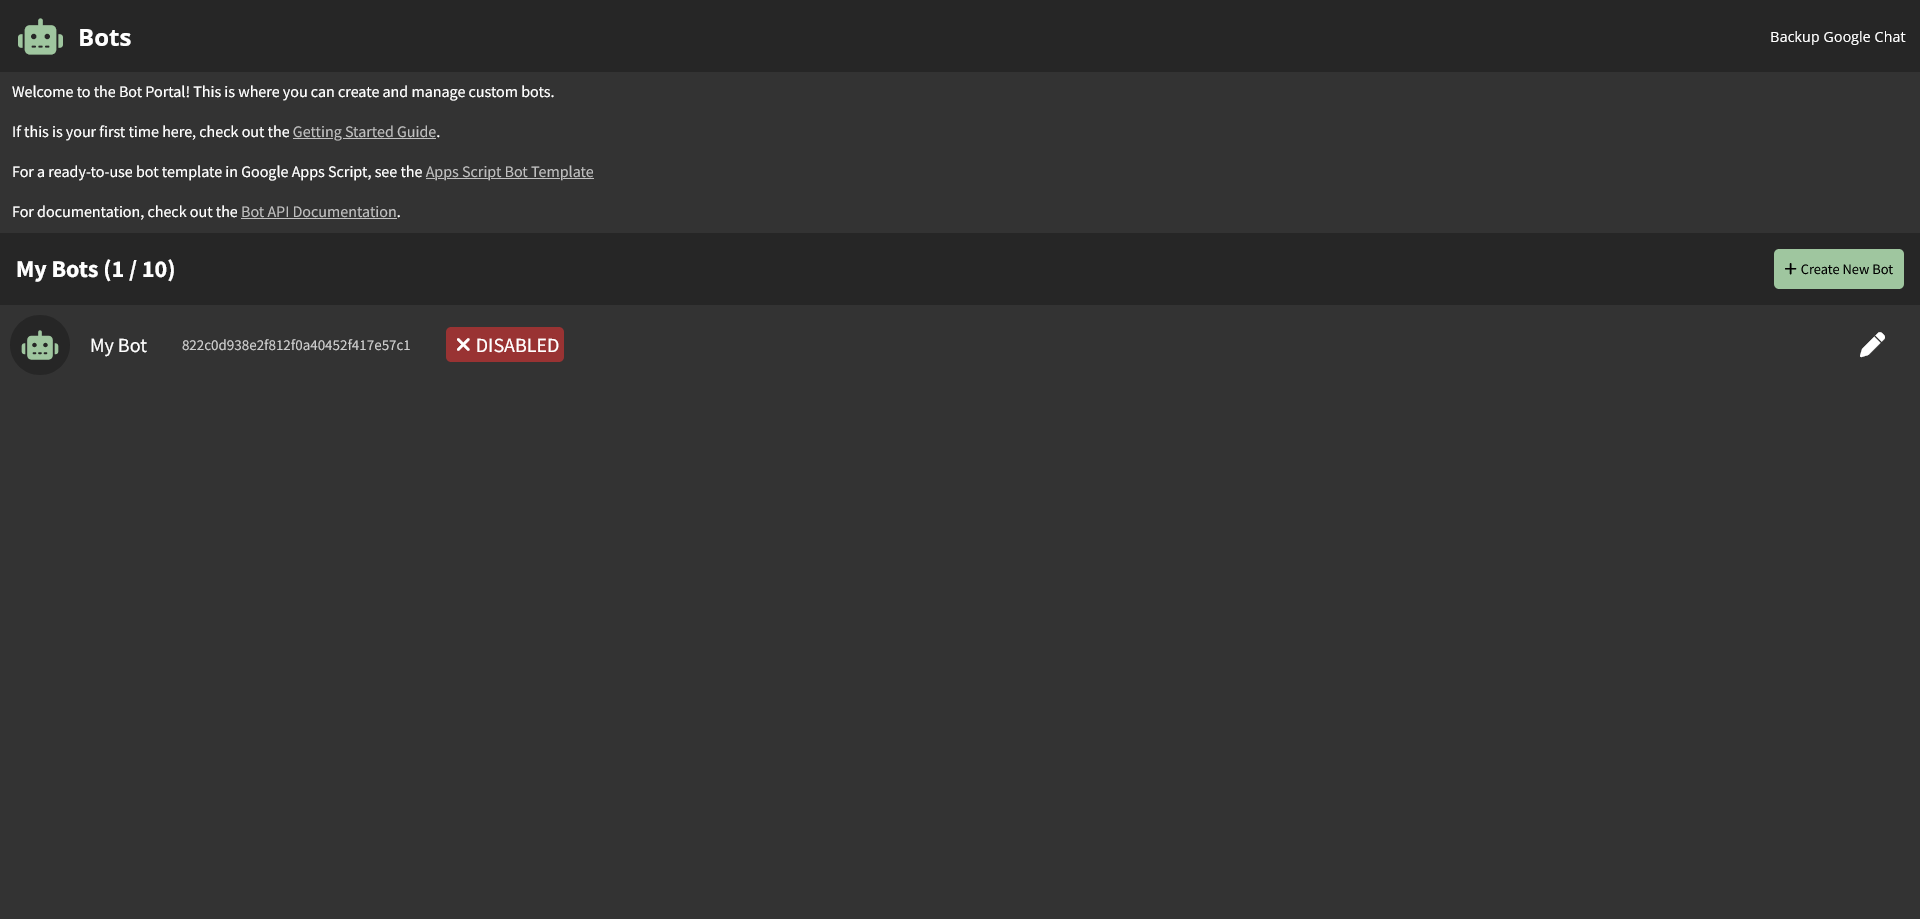 Bots
Backup Google Chat
Welcome to the Bot Portal! This is where you can create and manage custom bots.
If this is your first time here, check out the Getting Started Guide.
For a ready-to-use bot template in Google Apps Script, see the Apps Script Bot Template
For documentation, check out the Bot API Documentation.
My Bots (1 / 10)
+ Create New Bot
My Bot
822c0d938e2f812f0a40452f417e57c1
DISABLED